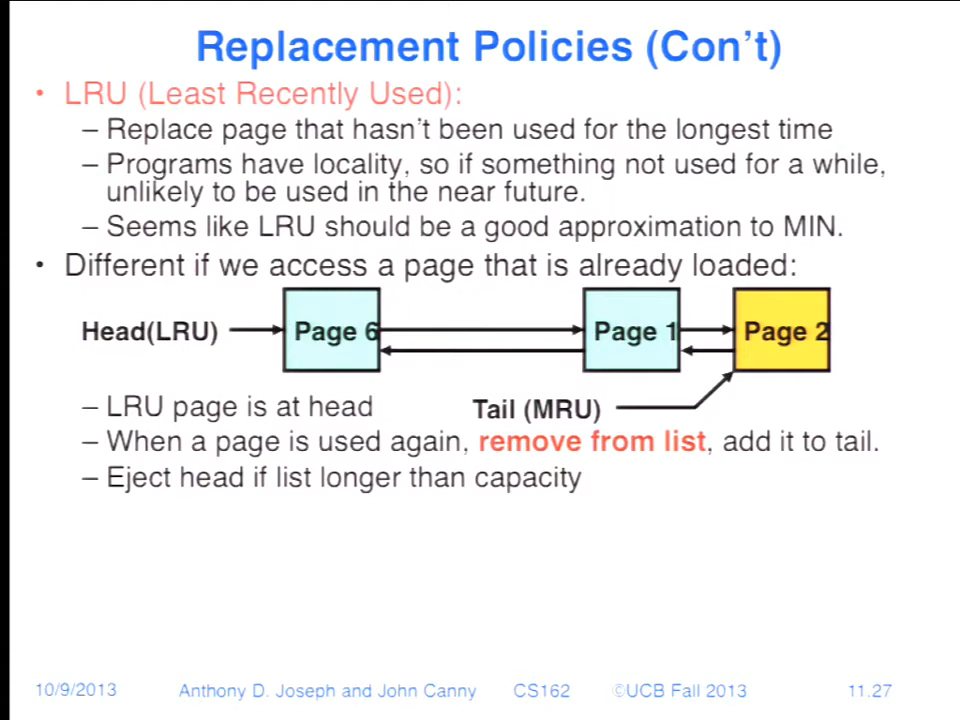 Replacement Policies (Con't)
• LRU (Least Recently Used):
– Replace page that hasn't been used for the longest time
– Programs have locality, so if something not used for a while,
unlikely to be used in the near future.
– Seems like LRU should be a good approximation to MIN.
• Different if we access a page that is already loaded:
Head(LRU) Page 6 Page 1 Page 2
– LRU page is at head
Tail (MRU)
– When a page is used again, remove from list, add it to tail.
– Eject head if list longer than capacity
10/9/2013 Anthony D. Joseph and John Canny CS162 ©UCB Fall 2013 11.27